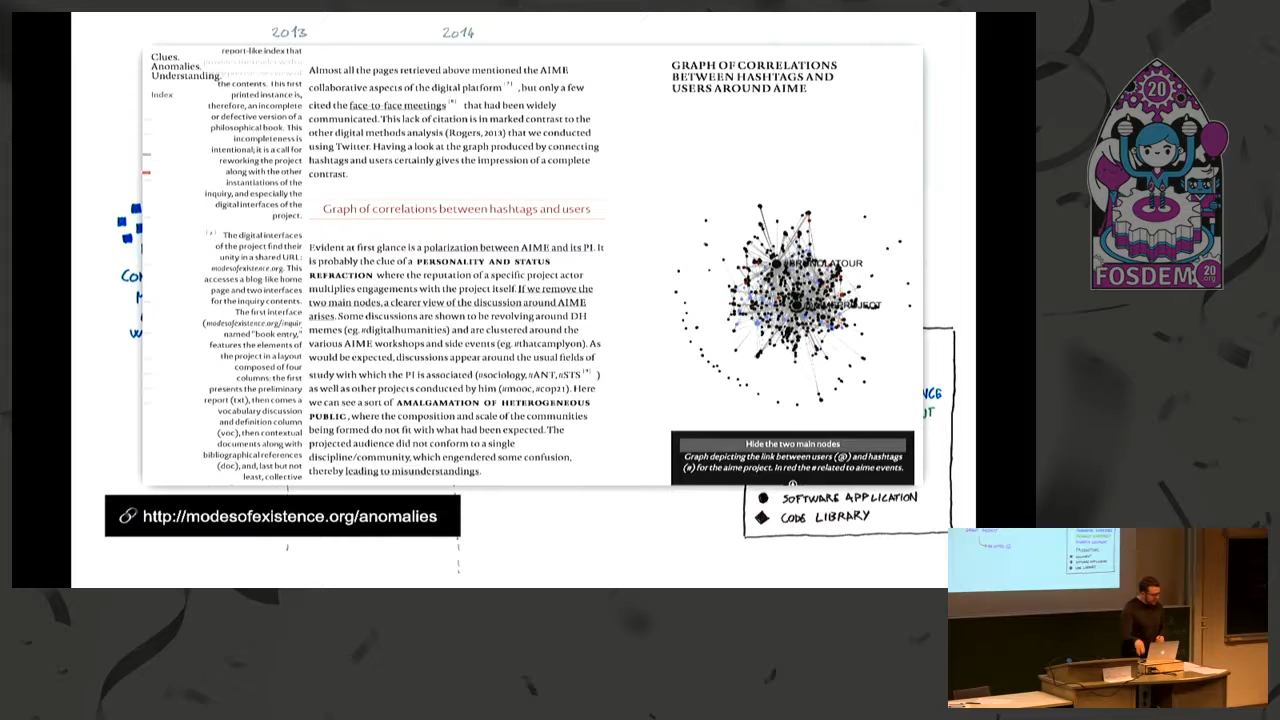 2013
2014
Clues.
Anomalies.
Understanding.
Index
report-like index that
the contents. This first
printed instance is,
therefore, an incomplete
or defective version of a
philosophical book. This
incompleteness is
intentional; it is a call for
reworking the project
along with the other
instantiations of the
inquiry, and especially the
digital interfaces of the
project.
The digital interfaces
of the project find their
unity in a shared URL:
modesofexistence.org. This
accesses a blog-like home
page and two interfaces
for the inquiry contents.
The first interface
(modesofexistence.org/inquir
named "book entry,"
features the elements of
the project in a layout
composed of four
columns: the first
presents the preliminary
report (txt), then comes a
vocabulary discussion
and definition column
(voc), then contextual
documents along with
bibliographical references
(doc), and, last but not
least, collective
Almost all the pages retrieved above mentioned the AIME
collaborative aspects of the digital platform [7] , but only a few
cited the face-to-face meetings [8] that had been widely
communicated. This lack of citation is in marked contrast to the
other digital methods analysis (Rogers, 2013) that we conducted
using Twitter. Having a look at the graph produced by connecting
hashtags and users certainly gives the impression of a complete
contrast.
Graph of correlations between hashtags and users
Evident at first glance is a polarization between AIME and its PI. It
is probably the clue of a PERSONALITY AND STATUS
REFRACTION where the reputation of a specific project actor
multiplies engagements with the project itself. If we remove the
two main nodes, a clearer view of the discussion around AIME
arises. Some discussions are shown to be revolving around DH
memes (eg. #digitalhumanities) and are clustered around the
various AIME workshops and side events (eg. #thatcamplyon). As
would be expected, discussions appear around the usual fields of
study with which the PI is associated (#sociology, #ANT, #STS [9] )
as well as other projects conducted by him (#mooc, #cop21). Here
we can see a sort of AMALGAMATION OF HETEROGENEOUS
PUBLIC, where the composition and scale of the communities
being formed do not fit with what had been expected. The
projected audience did not conform to a single
discipline/community, which engendered some confusion,
thereby leading to misunderstandings.
GRAPH OF CORRELATIONS
BETWEEN HASHTAGS AND
USERS AROUND AIME
Hide the two main nodes
Graph depicting the link between users (@) and hashtags
(#) for the aime project. In red the # related to aime events.
SOFTWARE APPLICATION
CODE LIBRARY
http://modesofexistence.org/anomalies
20
FOSDEM
20
.org